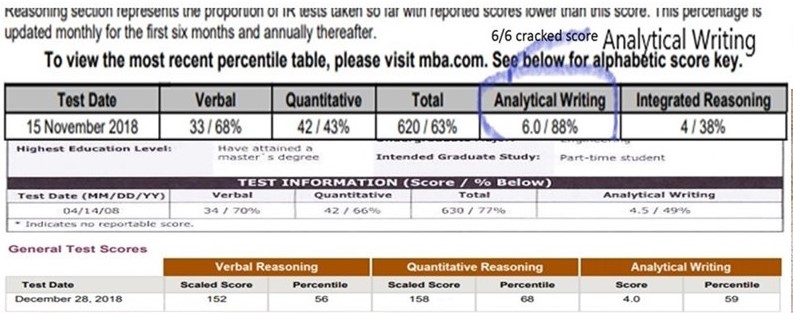 Reasoning section represents the proportion of IR tests taken so far with reported scores lower than this score. This percentage is
updated monthly for the first six months and annually thereafter.
6/6 cracked score Analytical Writing
To view the most recent percentile table, please visit mba.com. See below for alphabetic score key.
Test Date Verbal Quantitative Total Analytical Writing Integrated Reasoning
15 November 2018 33 / 68% 42 / 43% 620 / 63% 6.0 / 88% 4 / 38%
Highest Education Level: Have attained a
master`s degree
Intended Graduate Study: Part-time student
TEST INFORMATION (Score / % Below)
Test Date (MM/DD/YY) Verbal Quantitative Total Analytical Writing
04/14/08 34 / 70% 42 / 66% 630 / 77% 4.5 / 49%
* Indicates no reportable score.
General Test Scores
Verbal Reasoning Quantitative Reasoning Analytical Writing
Test Date Scaled Score Percentile Scaled Score Percentile Score Percentile
December 28, 2018 152 56 158 68 4.0 59